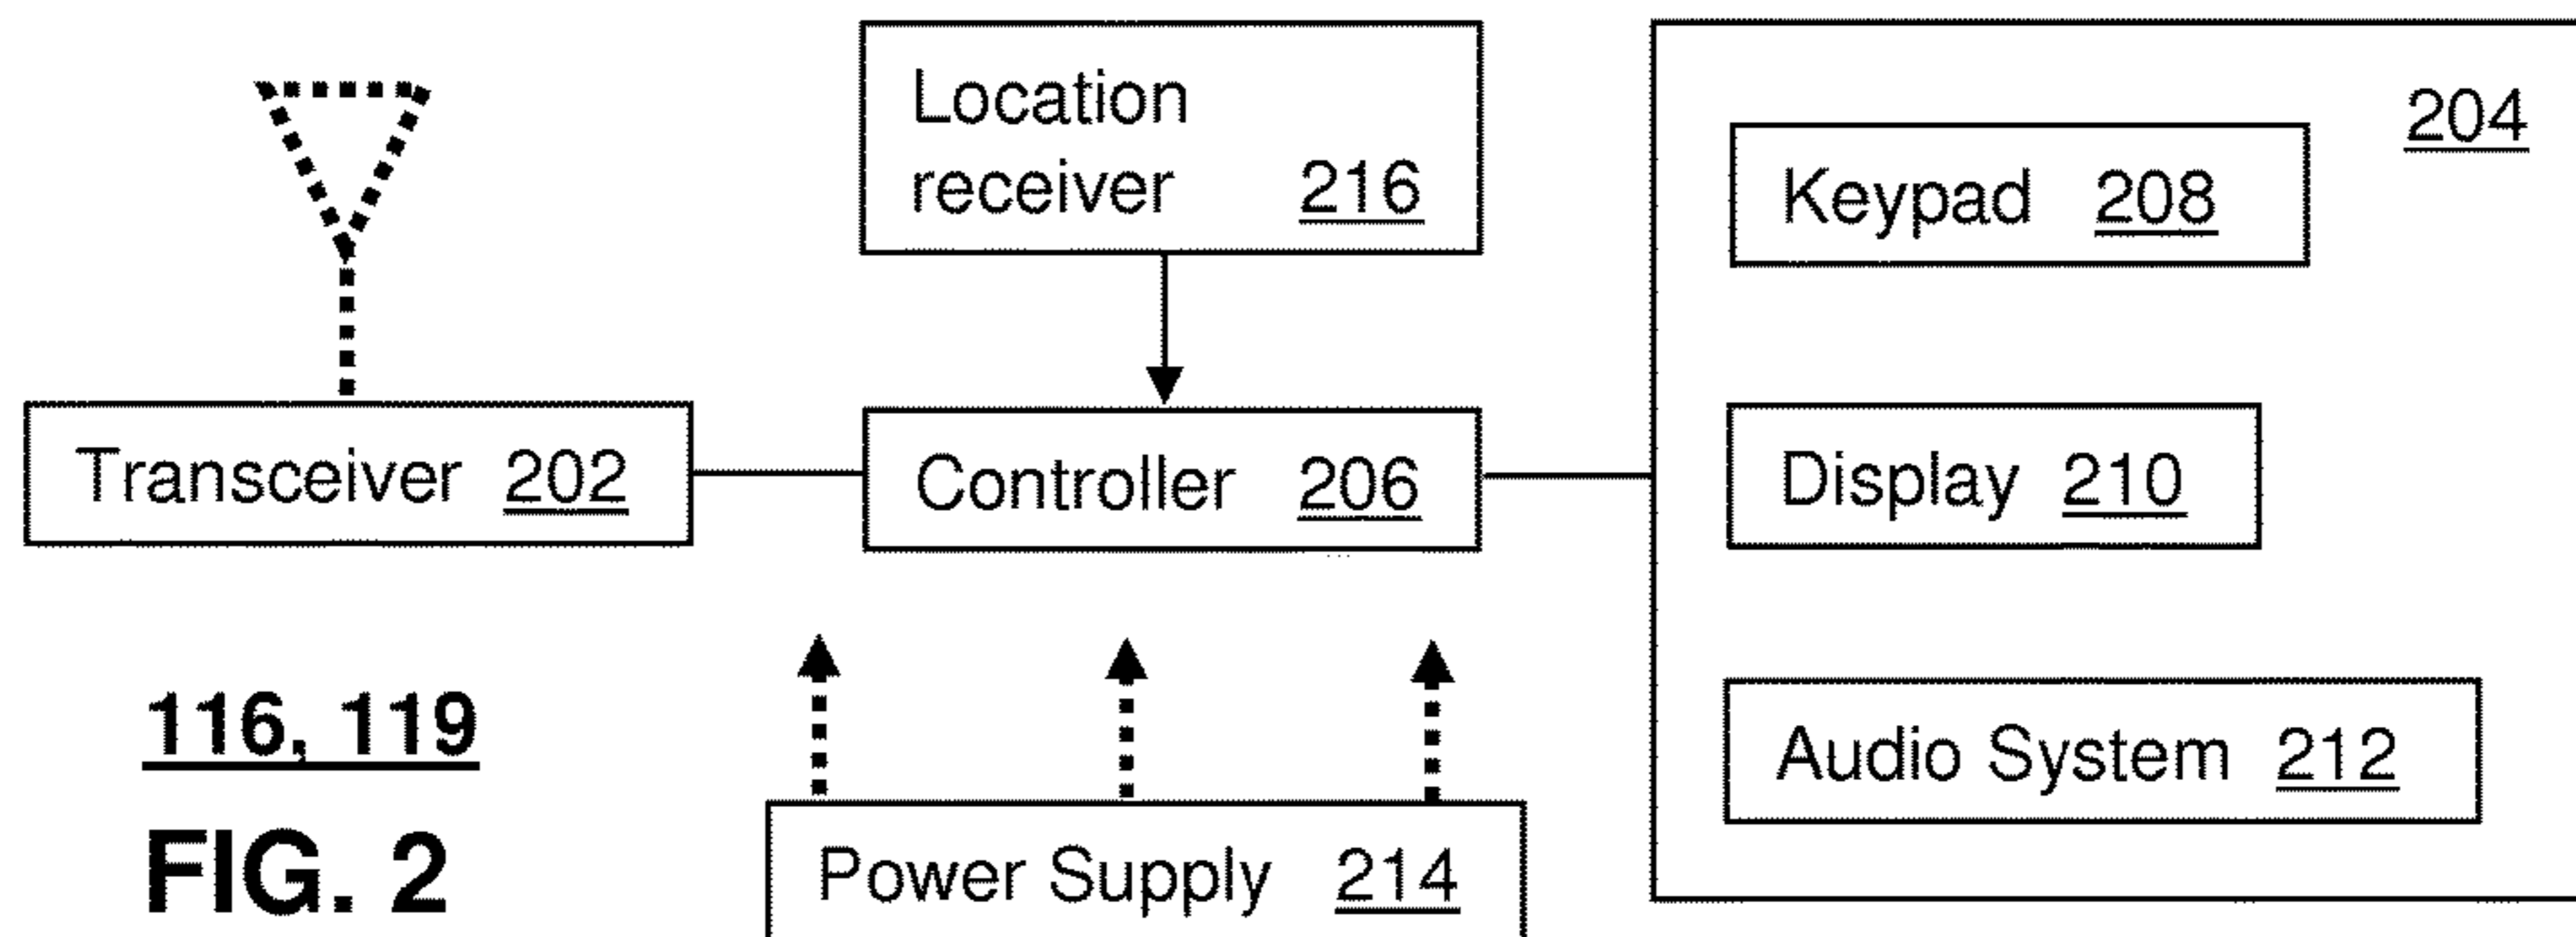 Location
receiver 216
204
Keypad 208
Transceiver 202
Controller 206
Display 210
116, 119
Audio System 212
FIG. 2
Power Supply 214